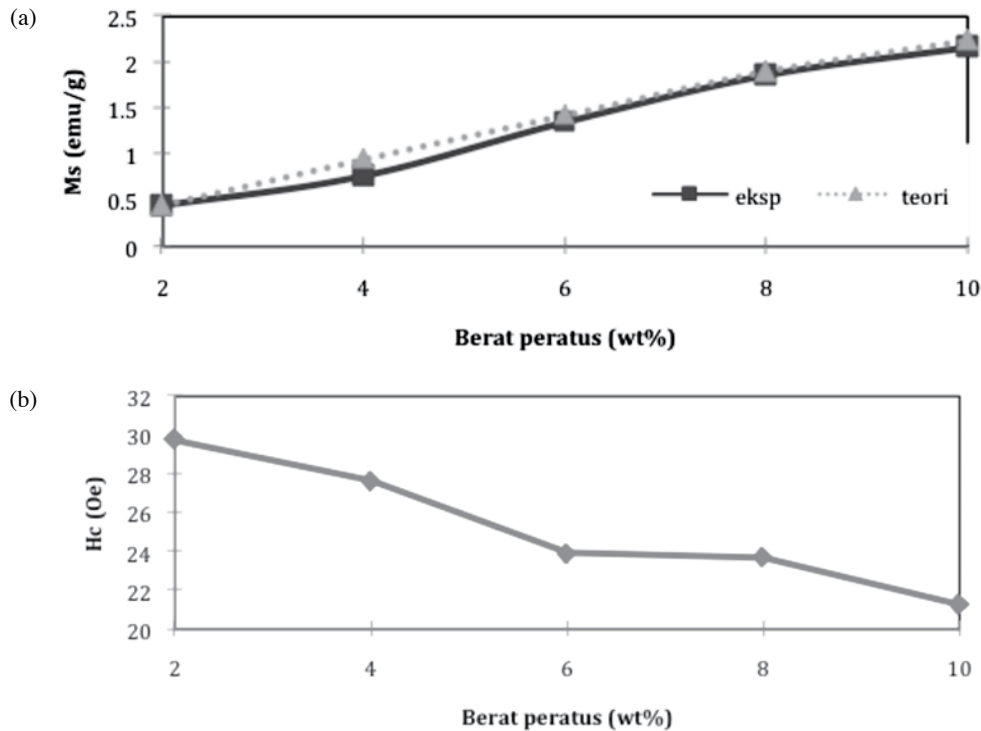 (a)
2.5
2
1.5
1
0.5
0
Ms (emu/g)
eksp
teori
2 4 6 8 10
Berat peratus (wt%)
(b)
32
30
28
26
24
22
20
Hc (Oe)
2 4 6 8 10
Berat peratus (wt%)